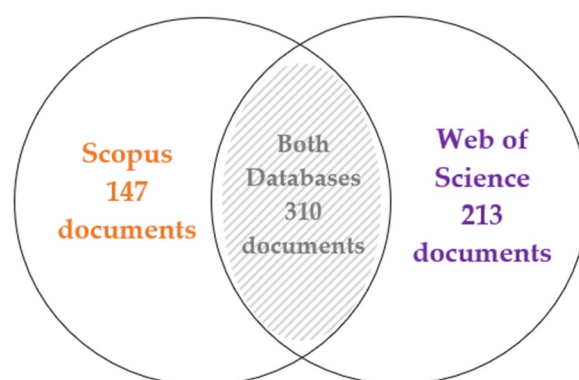 Scopus
147
documents
Both
Databases
310
documents
Web of
Science
213
documents